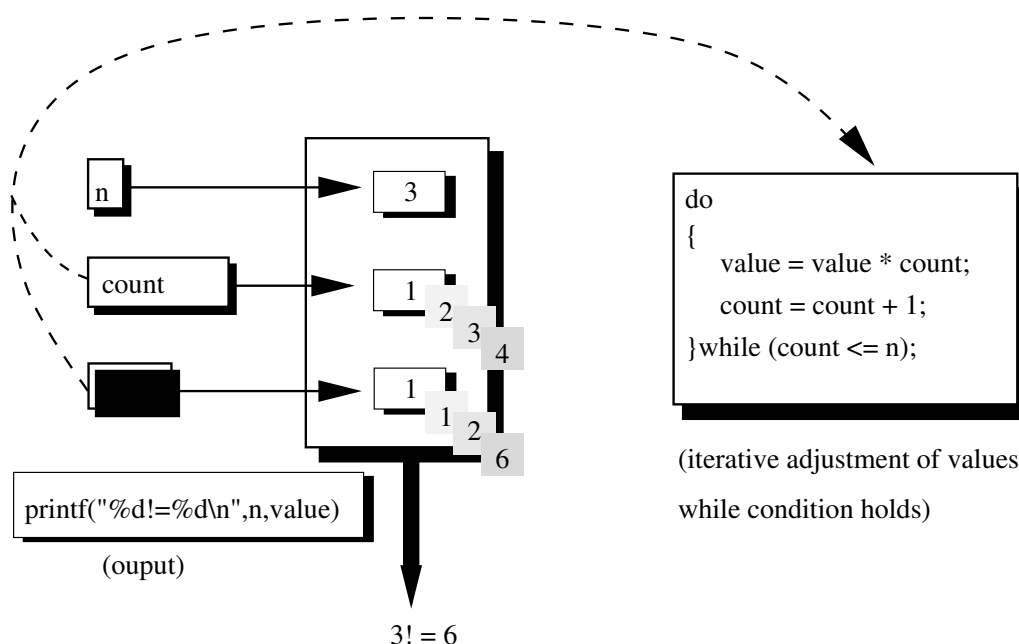 n
3
count
1
2
3
4
1
1
2
6
printf("%d!=%d\n",n,value)
(ouput)
3! = 6
do
{
value = value * count;
count = count + 1;
}while (count <= n);
(iterative adjustment of values
while condition holds)